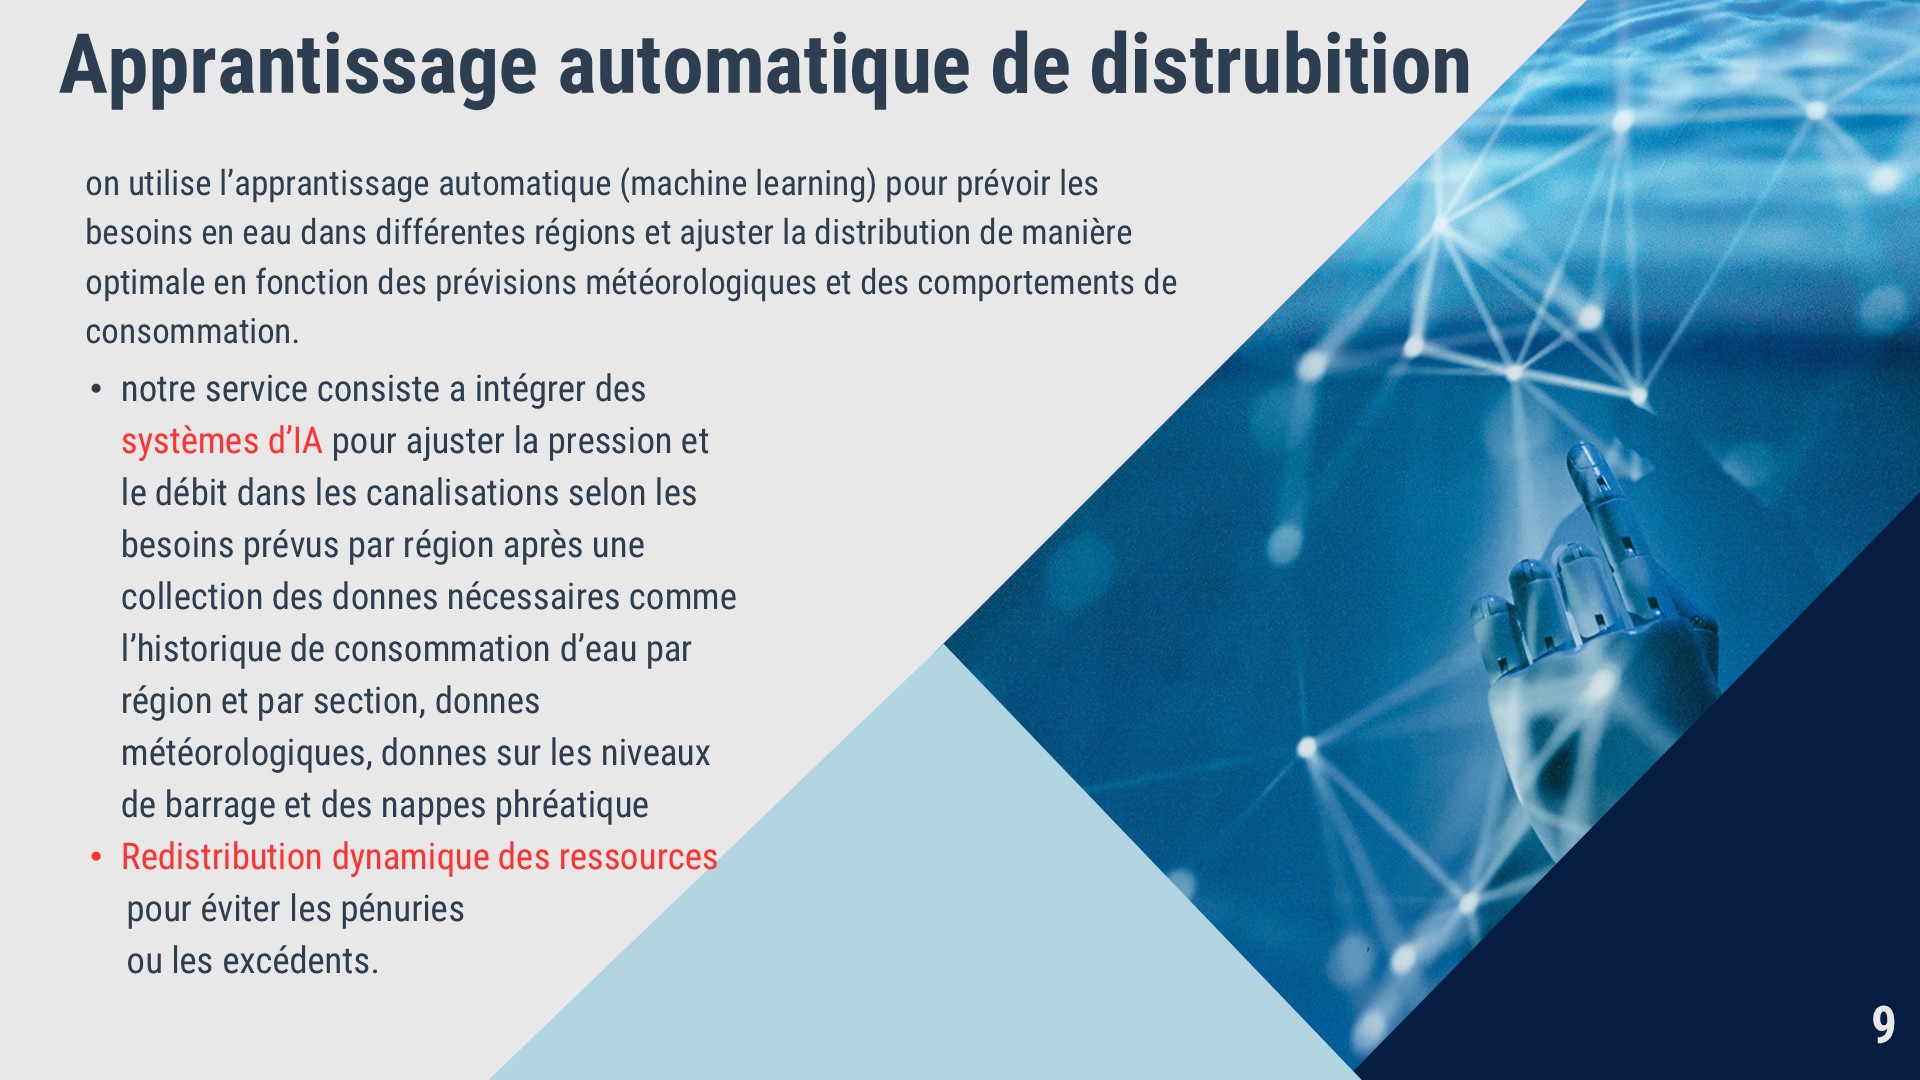 Apprantissage automatique de distrubition
on utilise l’apprantissage automatique (machine learning) pour prévoir les
besoins en eau dans différentes régions et ajuster la distribution de manière
optimale en fonction des prévisions météorologiques et des comportements de
consommation.
• notre service consiste a intégrer des
systèmes d’IA pour ajuster la pression et
le débit dans les canalisations selon les
besoins prévus par région après une
collection des donnes nécessaires comme
l’historique de consommation d’eau par
région et par section, donnes
météorologiques, donnes sur les niveaux
de barrage et des nappes phréatique
• Redistribution dynamique des ressources
pour éviter les pénuries
ou les excédents.
9